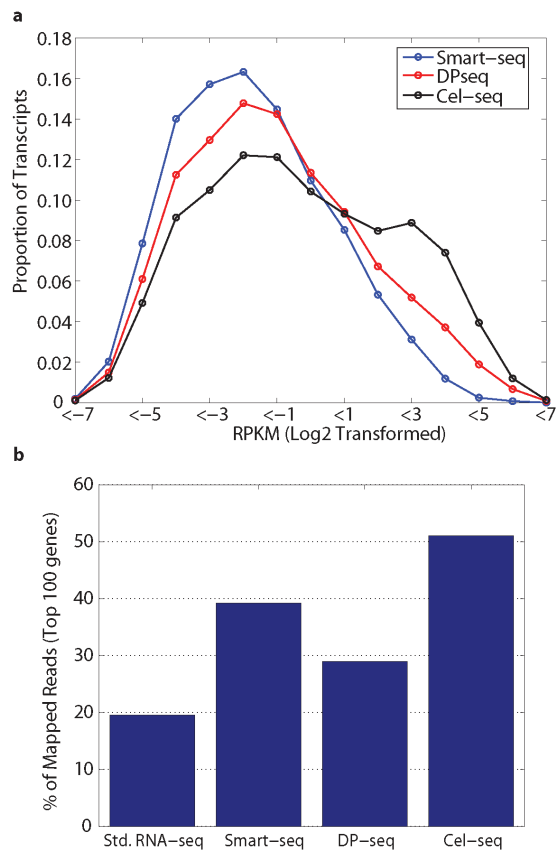 a
0.18
0.16
0.14
0.12
0.10
0.08
0.06
0.04
0.02
0
Proportion of Transcripts
Smart−seq
DPseq
Cel−seq
<−7 <−5 <−3 <−1 <1 <3 <5 <7
RPKM (Log2 Transformed)
b
60
50
40
30
20
10
0
% of Mapped Reads (Top 100 genes)
Std. RNA−seq Smart−seq DP−seq Cel−seq